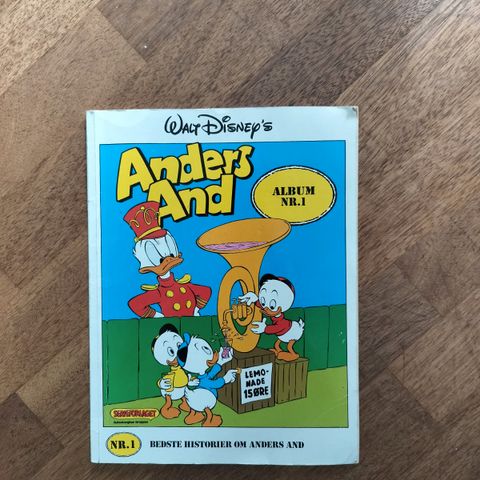 WALT DISNEY'S
Anders
And
ALBUM
NR.1
LEMO-
NADE
15 ØRE
SERIEFORLAGET
NR.1
BEDSTE HISTORIER OM ANDERS AND